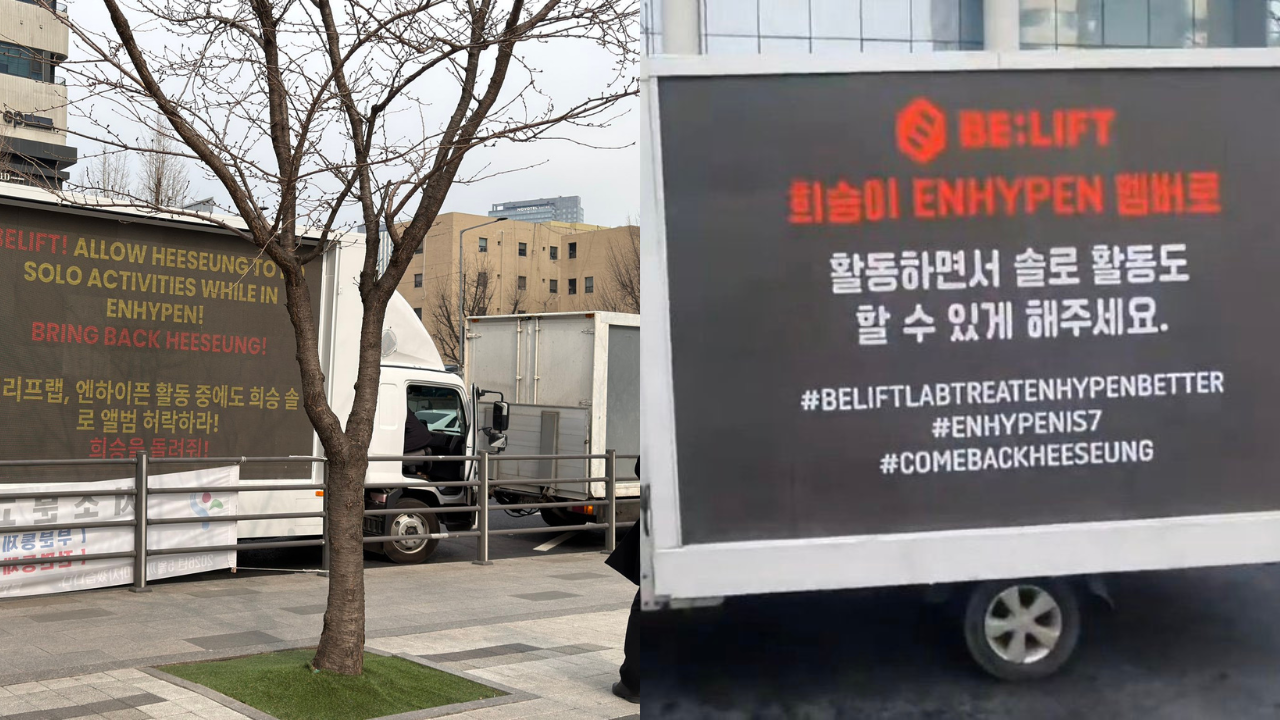 BELIFT! ALLOW HEESEUNG TO
SOLO ACTIVITIES WHILE IN
ENHYPEN!
BRING BACK HEESEUNG!
리프랩, 엔하이픈 활동 중에도 희승 솔
로 앨범 허락하라!
희승을 돌려줘!
BE:LIFT
희승이 ENHYPEN 멤버로
활동하면서 솔로 활동도
할 수 있게 해주세요.
#BELIFTLABTREATENHYPENBETTER
#ENHYPENIS7
#COMEBACKHEESEUNG